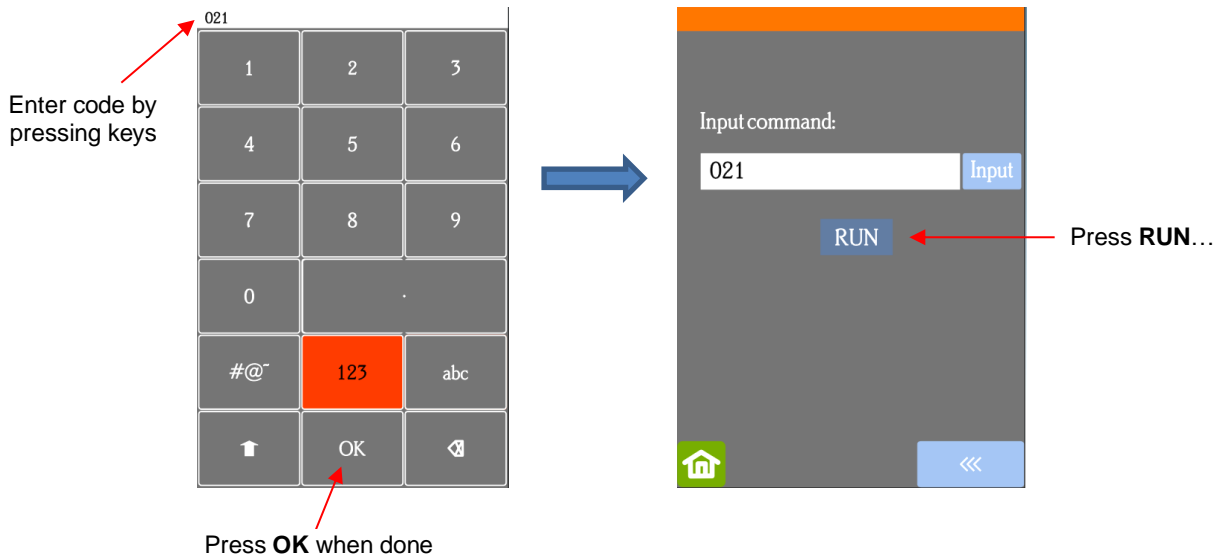 021
1 2 3
Enter code by
pressing keys
4 5 6
7 8 9
0 .
#@~ 123 abc
OK
Press OK when done
Input command:
021 Input
RUN
Press RUN…